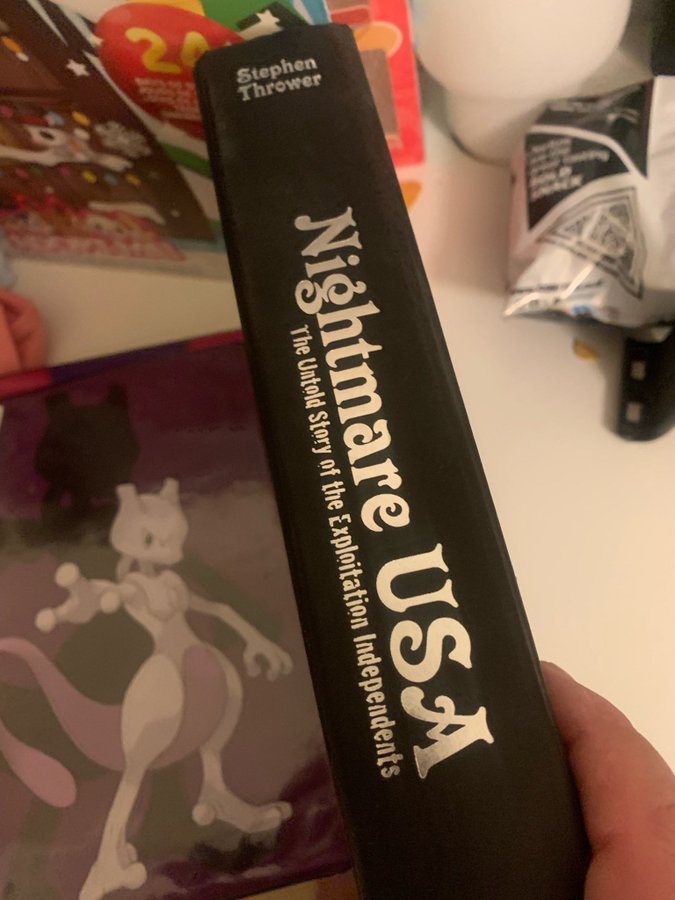 24
Stephen
Thrower
Nightmare USA
The Untold Story of the Exploitation Independents